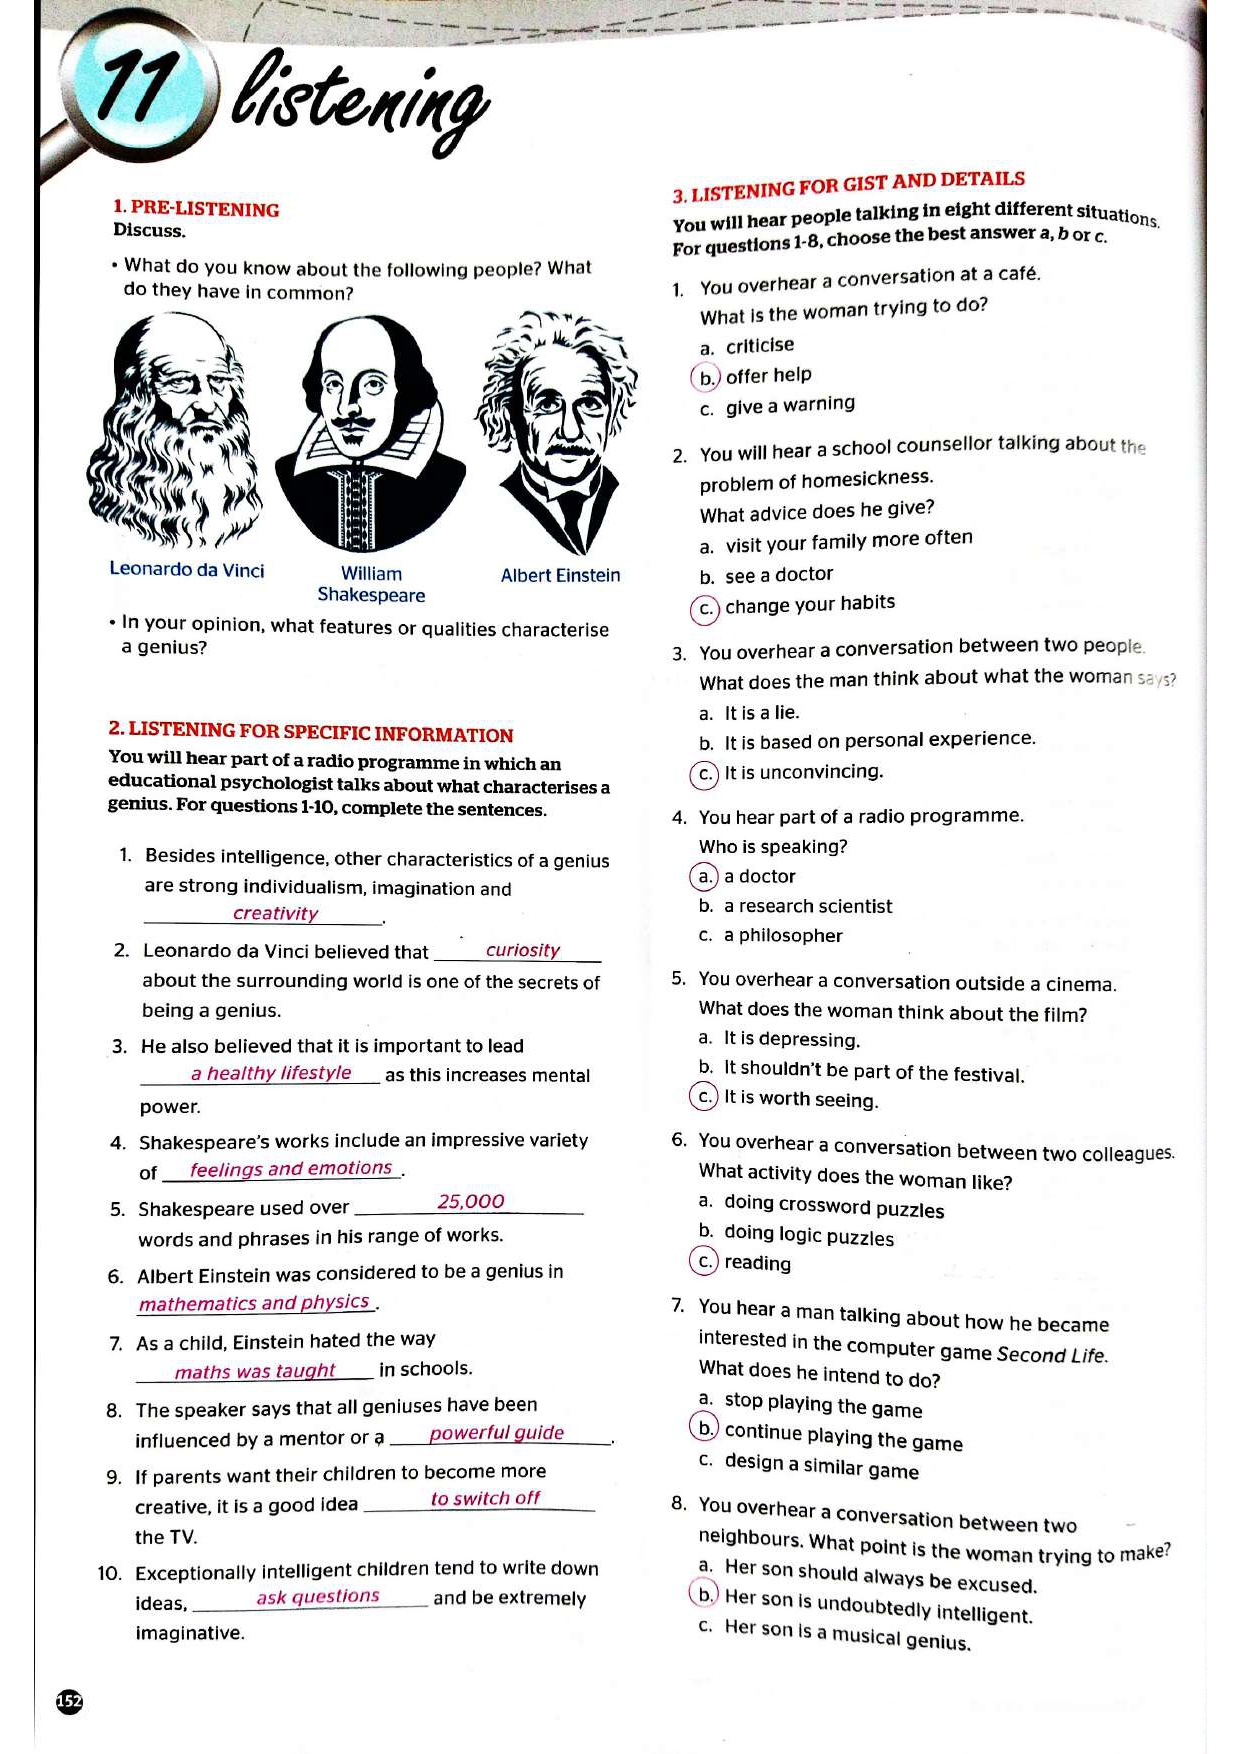 11 listening
1. PRE-LISTENING
Discuss.
• What do you know about the following people? What
do they have in common?
Leonardo da Vinci
William
Shakespeare
Albert Einstein
• In your opinion, what features or qualities characterise
a genius?
2. LISTENING FOR SPECIFIC INFORMATION
You will hear part of a radio programme in which an
educational psychologist talks about what characterises a
genius. For questions 1-10, complete the sentences.
1. Besides intelligence, other characteristics of a genius
are strong individualism, imagination and
creativity.
2. Leonardo da Vinci believed that curiosity
about the surrounding world is one of the secrets of
being a genius.
3. He also believed that it is important to lead
a healthy lifestyle as this increases mental
power.
4. Shakespeare's works include an impressive variety
of feelings and emotions.
5. Shakespeare used over 25,000
words and phrases in his range of works.
6. Albert Einstein was considered to be a genius in
mathematics and physics.
7. As a child, Einstein hated the way
maths was taught in schools.
8. The speaker says that all geniuses have been
influenced by a mentor or a powerful guide.
9. If parents want their children to become more
creative, it is a good idea to switch off
the TV.
10. Exceptionally intelligent children tend to write down
ideas, ask questions and be extremely
imaginative.
152
3. LISTENING FOR GIST AND DETAILS
You will hear people talking in eight different situations.
For questions 1-8, choose the best answer a, b or c.
1. You overhear a conversation at a café.
What is the woman trying to do?
a. criticise
b. offer help
c. give a warning
2. You will hear a school counsellor talking about the
problem of homesickness.
What advice does he give?
a. visit your family more often
b. see a doctor
c. change your habits
3. You overhear a conversation between two people.
What does the man think about what the woman says?
a. It is a lie.
b. It is based on personal experience.
c. It is unconvincing.
4. You hear part of a radio programme.
Who is speaking?
a. a doctor
b. a research scientist
c. a philosopher
5. You overhear a conversation outside a cinema.
What does the woman think about the film?
a. It is depressing.
b. It shouldn't be part of the festival.
c. It is worth seeing.
6. You overhear a conversation between two colleagues.
What activity does the woman like?
a. doing crossword puzzles
b. doing logic puzzles
c. reading
7. You hear a man talking about how he became
interested in the computer game Second Life.
What does he intend to do?
a. stop playing the game
b. continue playing the game
c. design a similar game
8. You overhear a conversation between two
neighbours. What point is the woman trying to make?
a. Her son should always be excused.
b. Her son is undoubtedly intelligent.
c. Her son is a musical genius.